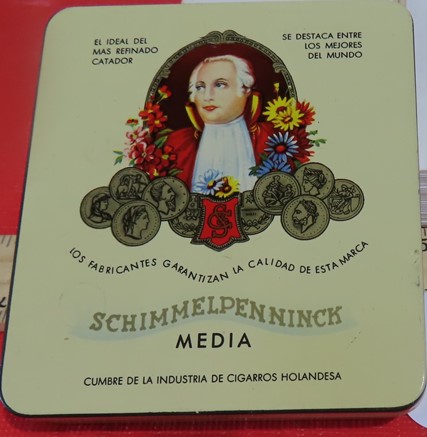 EL IDEAL DEL
MAS REFINADO
CATADOR
SE DESTACA ENTRE
LOS MEJORES
DEL MUNDO
LOS FABRICANTES GARANTIZAN LA CALIDAD DE ESTA MARCA
SCHIMMELPENNINCK
MEDIA
CUMBRE DE LA INDUSTRIA DE CIGARROS HOLANDESA